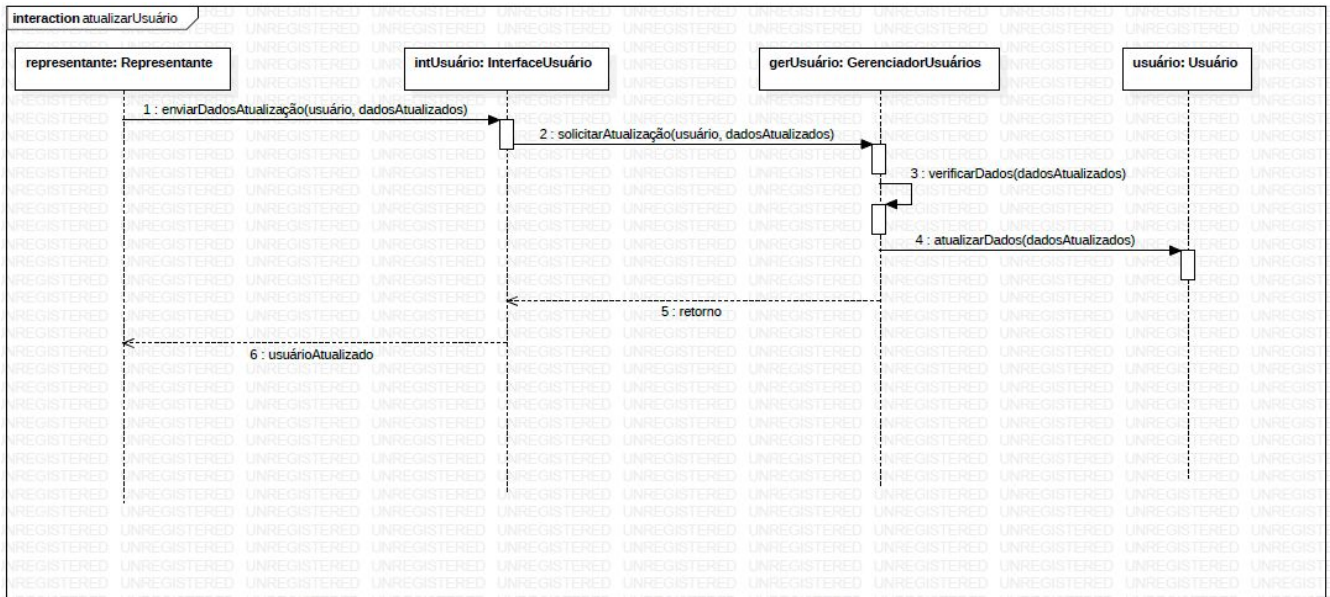 interaction atualizarUsuário
representante: Representante
intUsuário: InterfaceUsuário
gerUsuário: GerenciadorUsuários
usuário: Usuário
1 : enviarDadosAtualização(usuário, dadosAtualizados)
2 : solicitarAtualização(usuário, dadosAtualizados)
3 : verificarDados(dadosAtualizados)
4 : atualizarDados(dadosAtualizados)
5 : retorno
6 : usuárioAtualizado
UNREGISTERED